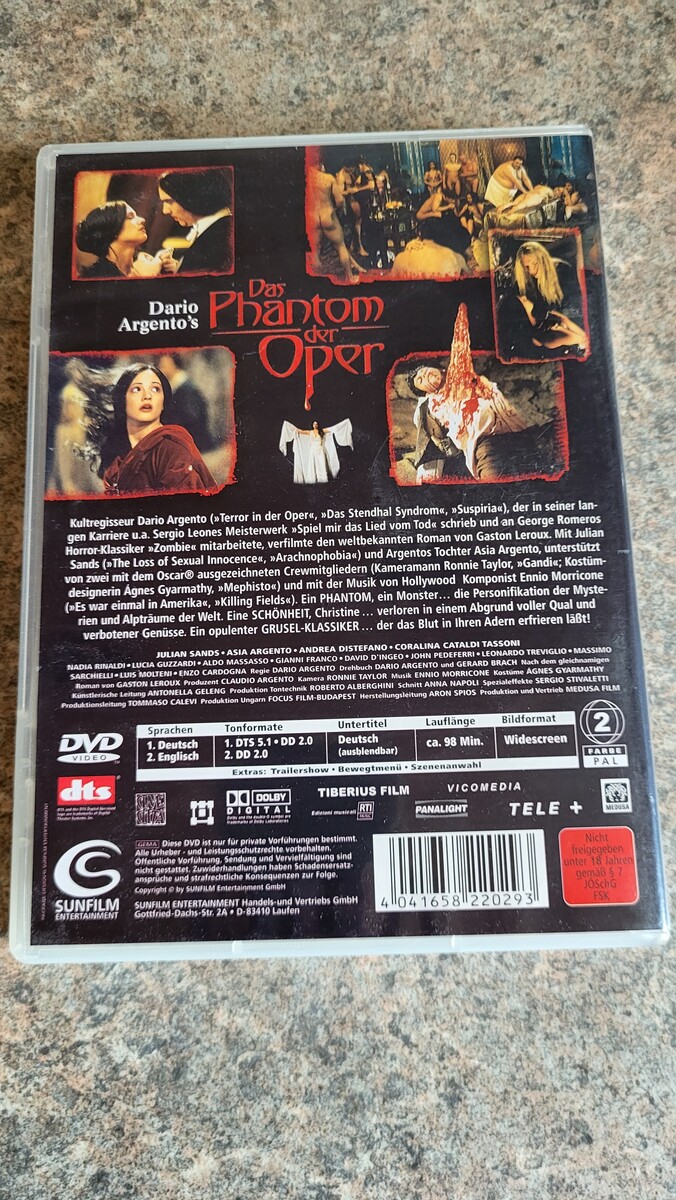 Dario
Argento's
Das
Phantom
der
Oper
Kultregisseur Dario Argento (»Terror in der Oper«, »Das Stendhal Syndrom«, »Suspiria«), der in seiner lan-
gen Karriere u.a. Sergio Leones Meisterwerk »Spiel mir das Lied vom Tod« schrieb und an George Romeros
Horror-Klassiker »Zombie« mitarbeitete, verfilmte den weltbekannten Roman von Gaston Leroux. Mit Julian
Sands (»The Loss of Sexual Innocence«, »Arachnophobia«) und Argentos Tochter Asia Argento, unterstützt
von zwei mit dem Oscar® ausgezeichneten Crewmitgliedern (Kameramann Ronnie Taylor, »Gandi«; Kostüm-
designerin Ágnes Gyarmathy, »Mephisto«) und mit der Musik von Hollywood Komponist Ennio Morricone
(»Es war einmal in Amerika«, »Killing Fields«). Ein PHANTOM, ein Monster... die Personifikation der Myste-
rien und Alpträume der Welt. Eine SCHÖNHEIT, Christine... verloren in einem Abgrund voller Qual und
verbotener Genüsse. Ein opulenter GRUSEL-KLASSIKER... der das Blut in Ihren Adern erfrieren läßt!
JULIAN SANDS • ASIA ARGENTO • ANDREA DISTEFANO • CORALINA CATALDI TASSONI
NADIA RINALDI • LUCIA GUZZARDI • ALDO MASSASSO • GIANNI FRANCO • DAVID D'INGEO • JOHN PEDEFERRI • LEONARDO TREVIGLIO • MASSIMO
SARCHIELLI • LUIS MOLTENI • ENZO CARDOGNA Regie DARIO ARGENTO Drehbuch DARIO ARGENTO und GERARD BRACH Nach dem gleichnamigen
Roman von GASTON LEROUX Produzent CLAUDIO ARGENTO Kamera RONNIE TAYLOR Musik ENNIO MORRICONE Kostüme ÁGNES GYARMATHY
Künstlerische Leitung ANTONELLA GELENG Produktion Tontechnik ROBERTO ALBERGHINI Schnitt ANNA NAPOLI Spezialeffekte SERGIO STIVALETTI
Produktionsleitung TOMMASO CALEVI Produktion Ungarn FOCUS FILM-BUDAPEST Herstellungsleitung ARON SPIOS Produktion und Vertrieb MEDUSA FILM
DVD
VIDEO
Sprachen Tonformate Untertitel Lauflänge Bildformat
1. Deutsch 1. DTS 5.1 • DD 2.0 Deutsch ca. 98 Min. Widescreen
2. Englisch 2. DD 2.0 (ausblendbar)
Extras: Trailershow • Bewegtmenü • Szenenanwahl
2
FARBE
PAL
dts
DOLBY
DIGITAL
TIBERIUS FILM
Edizioni musicali RTI
VICOMEDIA
PANALIGHT
TELE +
MEDUSA
GEMA Diese DVD ist nur für private Vorführungen bestimmt.
Alle Urheber - und Leistungsschutzrechte vorbehalten.
Öffentliche Vorführung, Sendung und Vervielfältigung sind
nicht gestattet. Zuwiderhandlungen haben Schadensersatz-
ansprüche und strafrechtliche Konsequenzen zur Folge.
Copyright © by SUNFILM Entertainment GmbH
SUNFILM ENTERTAINMENT Handels-und Vertriebs GmbH
Gottfried-Dachs-Str. 2A • D-83410 Laufen
SUNFILM
ENTERTAINMENT
4 041658 220293
Nicht
freigegeben
unter 18 Jahren
gemäß § 7
JÖSchG
FSK